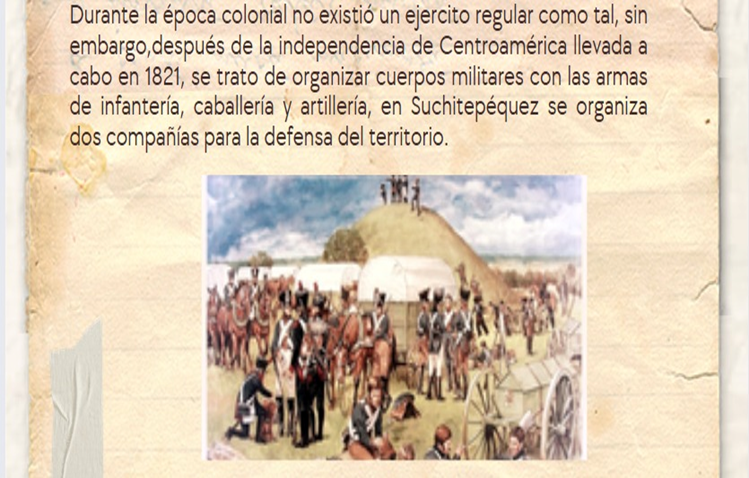 Durante la época colonial no existió un ejercito regular como tal, sin
embargo,después de la independencia de Centroamérica llevada a
cabo en 1821, se trato de organizar cuerpos militares con las armas
de infantería, caballería y artillería, en Suchitepéquez se organiza
dos compañías para la defensa del territorio.